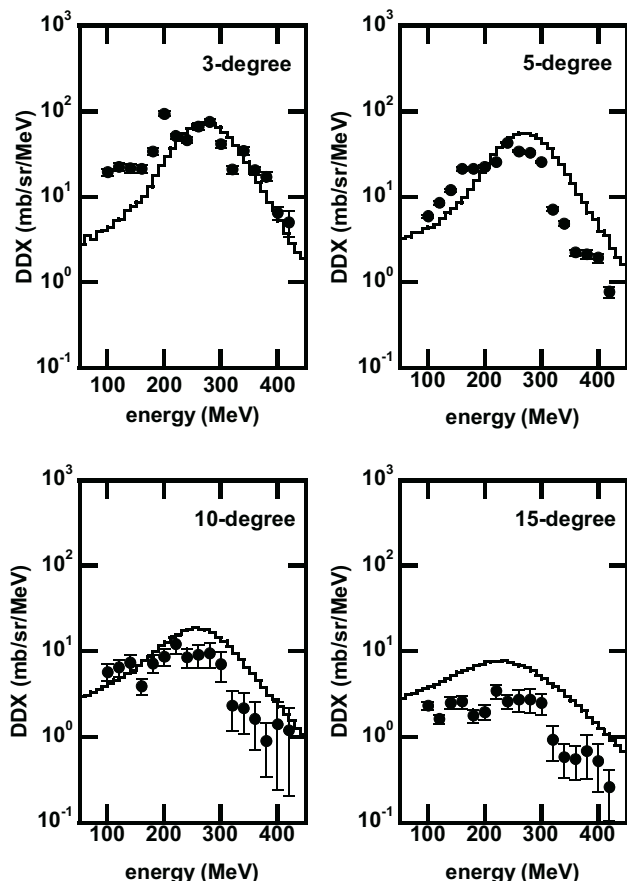 3-degree
DDX (mb/sr/MeV)
10³
10²
10¹
10⁰
10⁻¹
100 200 300 400
energy (MeV)
5-degree
DDX (mb/sr/MeV)
10³
10²
10¹
10⁰
10⁻¹
100 200 300 400
energy (MeV)
10-degree
DDX (mb/sr/MeV)
10³
10²
10¹
10⁰
10⁻¹
100 200 300 400
energy (MeV)
15-degree
DDX (mb/sr/MeV)
10³
10²
10¹
10⁰
10⁻¹
100 200 300 400
energy (MeV)